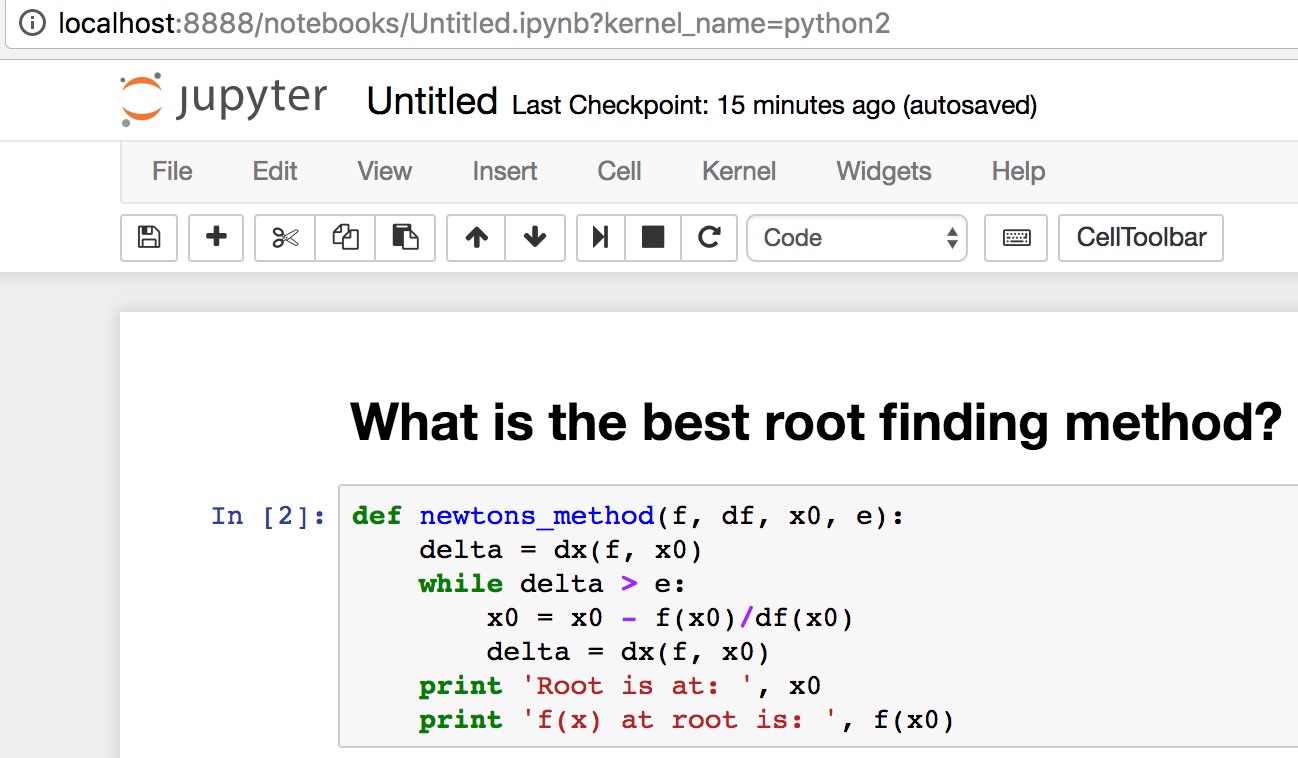 localhost:8888/notebooks/Untitled.ipynb?kernel_name=python2
jupyter Untitled Last Checkpoint: 15 minutes ago (autosaved)
File Edit View Insert Cell Kernel Widgets Help
Code CellToolbar
What is the best root finding method?
In [2]: def newtons_method(f, df, x0, e):
    delta = dx(f, x0)
    while delta > e:
        x0 = x0 - f(x0)/df(x0)
        delta = dx(f, x0)
    print 'Root is at: ', x0
    print 'f(x) at root is: ', f(x0)